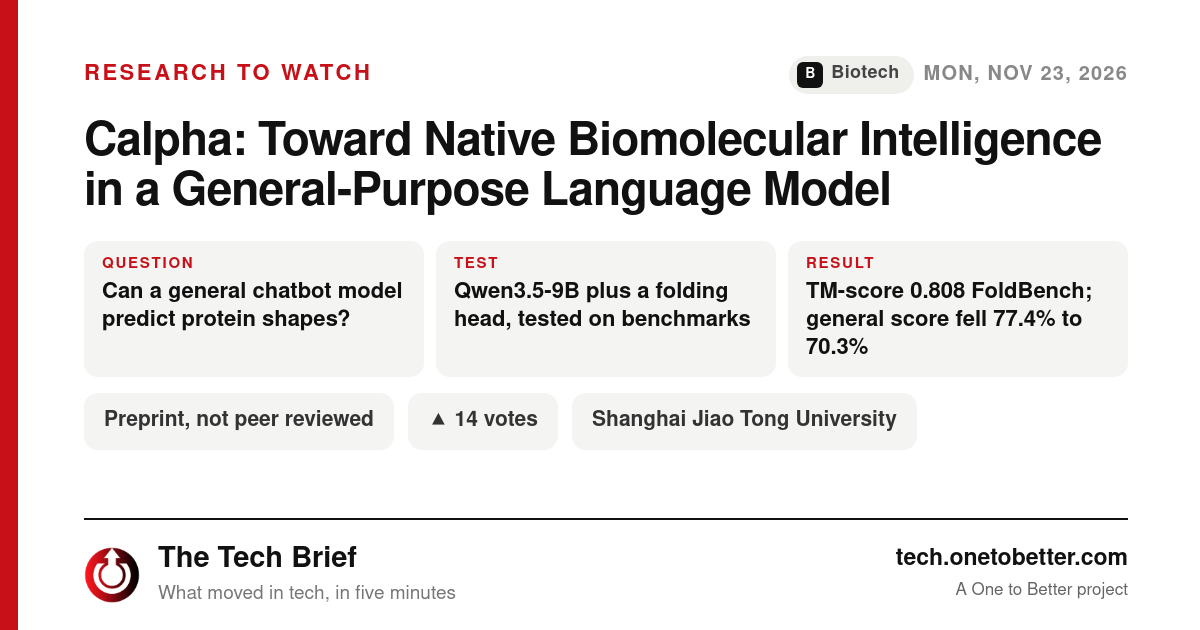 RESEARCH TO WATCH
B Biotech MON, NOV 23, 2026
Calpha: Toward Native Biomolecular Intelligence
in a General-Purpose Language Model
QUESTION
Can a general chatbot model
predict protein shapes?
TEST
Qwen3.5-9B plus a folding
head, tested on benchmarks
RESULT
TM-score 0.808 FoldBench;
general score fell 77.4% to
70.3%
Preprint, not peer reviewed
▲ 14 votes
Shanghai Jiao Tong University
The Tech Brief
What moved in tech, in five minutes
tech.onetobetter.com
A One to Better project